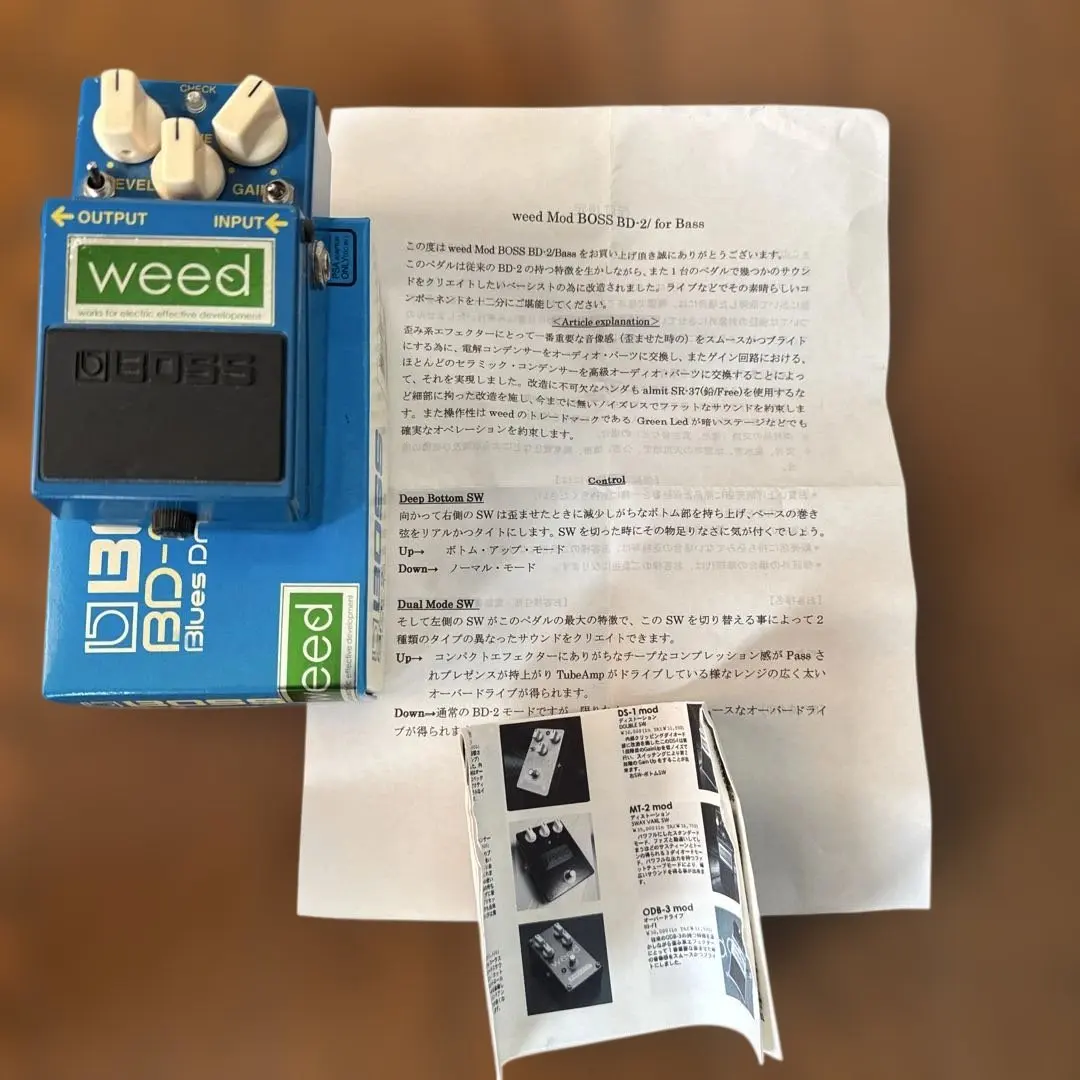 CHECK
LEVEL
GAIN
OUTPUT
INPUT
weed
works for electric effective development
BOSS
BD-2
Blues Dr
BOSS
weed
effective development
BOSS
weed Mod BOSS BD-2/ for Bass
この度は weed Mod BOSS BD-2/Bass をお買い上げ頂き誠にありがとうございます。
このペダルは従来の BD-2 の持つ特徴を生かしながら、また 1 台のペダルで幾つかのサウン
ドをクリエイトしたいベーシストの為に改造されました。ライブなどでその素晴らしいコ
ンポーネントを十二分にご堪能してください。
<Article explanation>
歪み系エフェクターにとって一番重要な音像感（歪ませた時の）をスムースかつブライト
にする為に、電解コンデンサーをオーディオ・パーツに交換し、またゲイン回路における、
ほとんどのセラミック・コンデンサーを高級オーディオ・パーツに交換することによっ
て、それを実現しました。改造に不可欠なハンダも almit SR-37(鉛/Free)を使用するな
ど細部に拘った改造を施し、今までに無いノイズレスでファットなサウンドを約束しま
す。また操作性は weed のトレードマークである Green Led が暗いステージなどでも
確実なオペレーションを約束します。
Control
Deep Bottom SW
向かって右側の SW は歪ませたときに減少しがちなボトム部を持ち上げ、ベースの巻き
弦をリアルかつタイトにします。SW を切った時にその物足りなさに気が付くでしょう。
Up→ ボトム・アップ・モード
Down→ ノーマル・モード
Dual Mode SW
そして左側の SW がこのペダルの最大の特徴で、この SW を切り替える事によって 2
種類のタイプの異なったサウンドをクリエイトできます。
Up→ コンパクトエフェクターにありがちなチープなコンプレッション感が Pass さ
れプレゼンスが持上がり TubeAmp がドライブしている様なレンジの広く太い
オーバードライブが得られます。
Down→通常の BD-2 モードですが、 ースなオーバードライ
ブが得られま
DS-1 mod
ディストーション
DOUBLE SW
MT-2 mod
ディストーション
3WAY VARI. SW
パワフルにしたスタンダード
ODB-3 mod
オーバードライブ
HI-FI